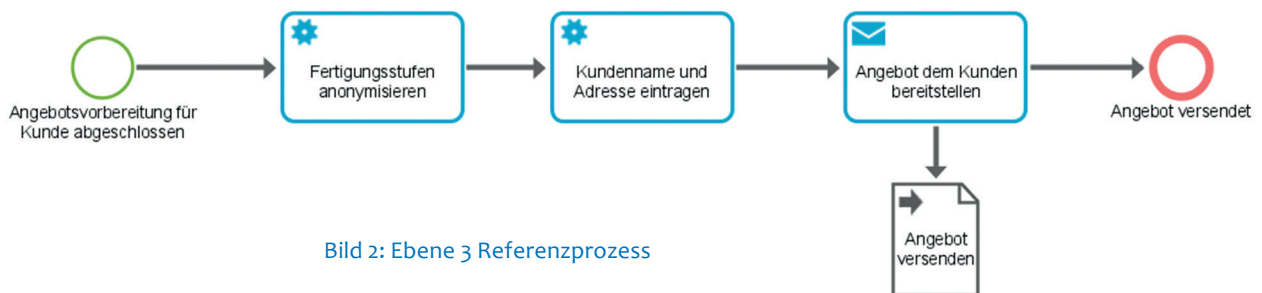 Angebotsvorbereitung für
Kunde abgeschlossen
Fertigungsstufen
anonymisieren
Kundenname und
Adresse eintragen
Angebot dem Kunden
bereitstellen
Angebot versendet
Angebot
versenden
Bild 2: Ebene 3 Referenzprozess